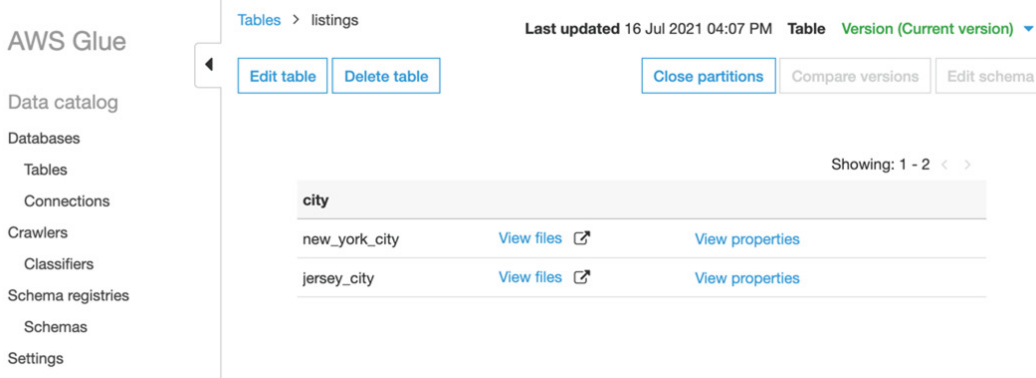 AWS Glue
Data catalog
Databases
Tables
Connections
Crawlers
Classifiers
Schema registries
Schemas
Settings
Tables > listings
Last updated 16 Jul 2021 04:07 PM Table Version (Current version)
Edit table Delete table Close partitions Compare versions Edit schema
Showing: 1 - 2 < >
city
new_york_city View files View properties
jersey_city View files View properties